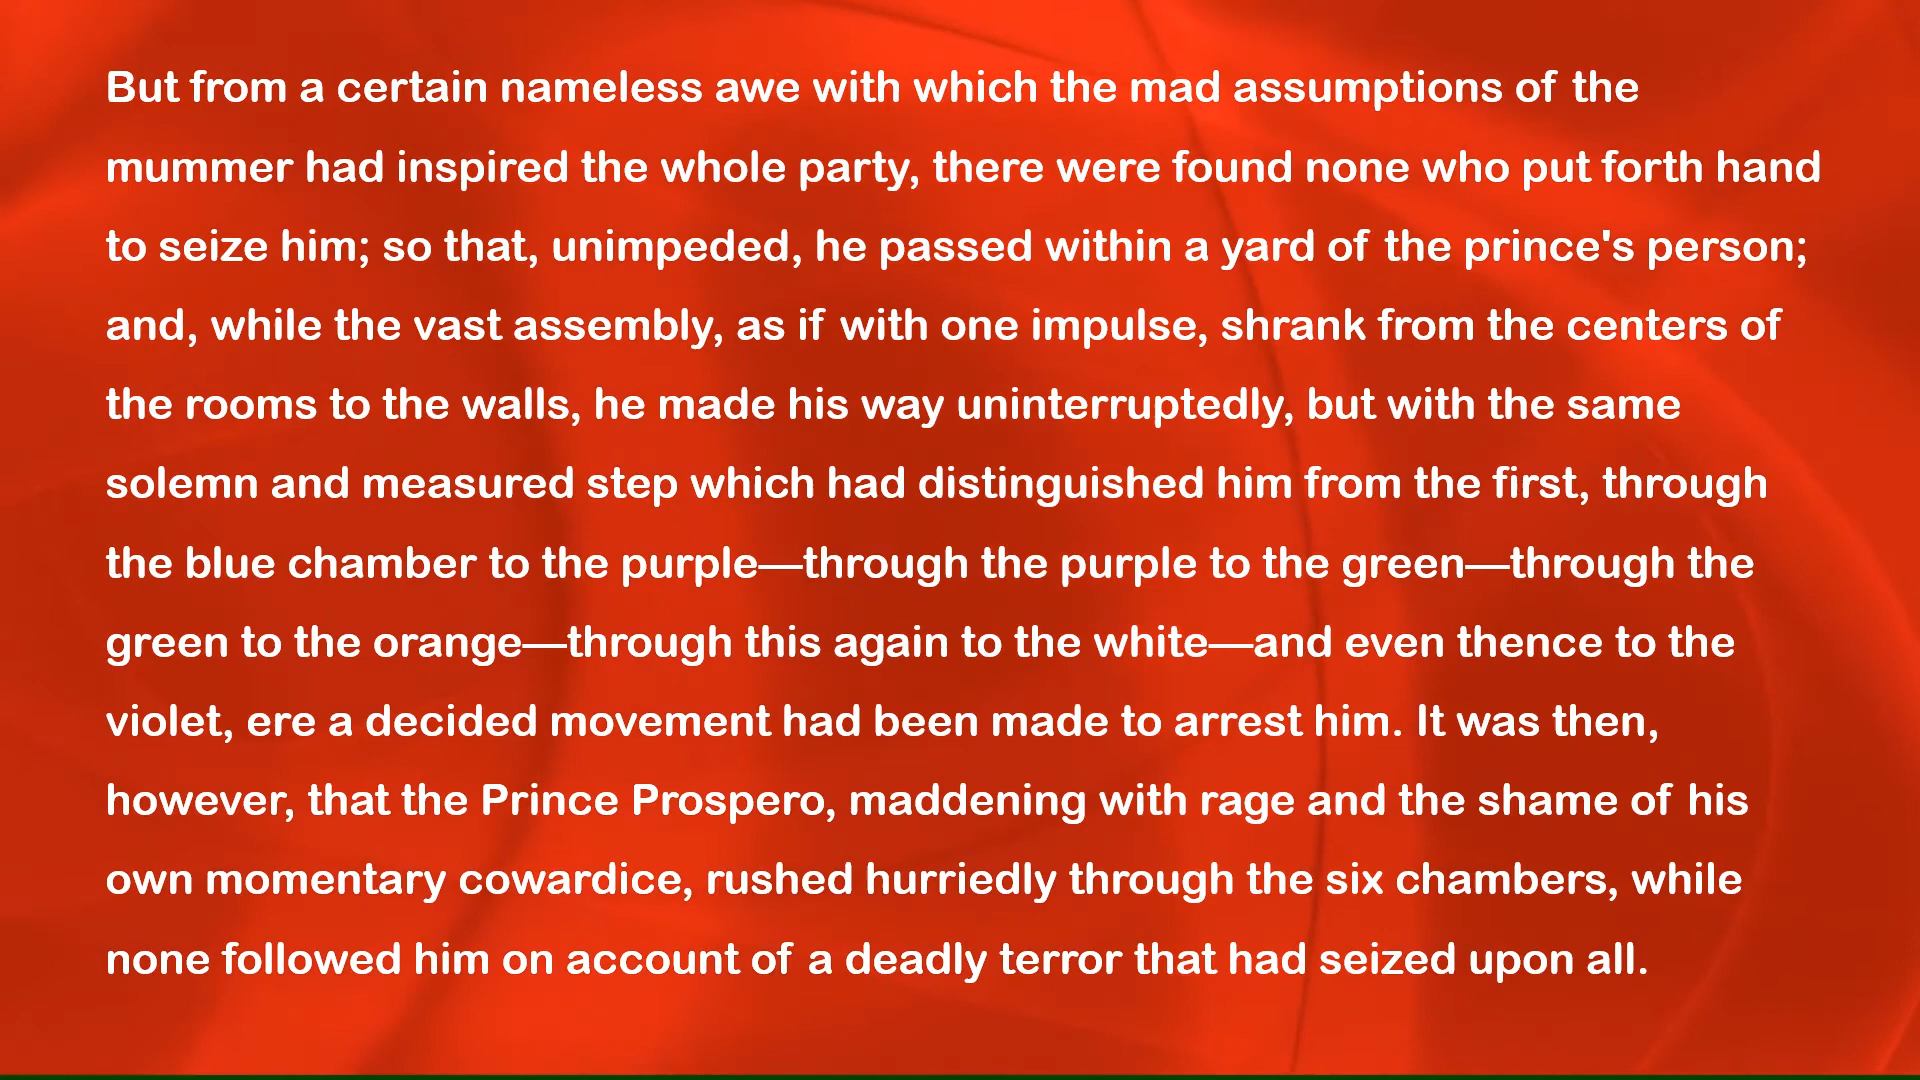 But from a certain nameless awe with which the mad assumptions of the
mummer had inspired the whole party, there were found none who put forth hand
to seize him; so that, unimpeded, he passed within a yard of the prince's person;
and, while the vast assembly, as if with one impulse, shrank from the centers of
the rooms to the walls, he made his way uninterruptedly, but with the same
solemn and measured step which had distinguished him from the first, through
the blue chamber to the purple—through the purple to the green—through the
green to the orange—through this again to the white—and even thence to the
violet, ere a decided movement had been made to arrest him. It was then,
however, that the Prince Prospero, maddening with rage and the shame of his
own momentary cowardice, rushed hurriedly through the six chambers, while
none followed him on account of a deadly terror that had seized upon all.